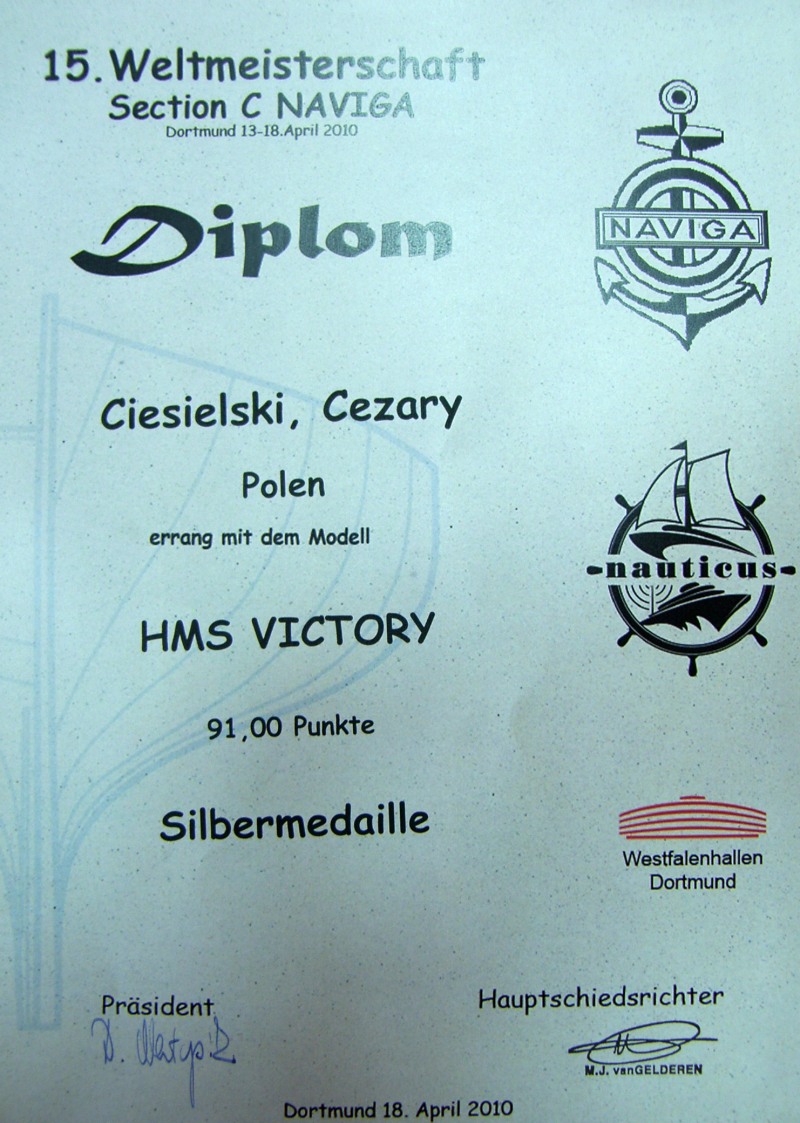 15. Weltmeisterschaft
Section C NAVIGA
Dortmund 13-18.April 2010
Diplom
NAVIGA
Ciesielski, Cezary
Polen
errang mit dem Modell
nauticus
HMS VICTORY
91,00 Punkte
Silbermedaille
Westfalenhallen
Dortmund
Präsident
Hauptschiedsrichter
M.J. vanGELDEREN
Dortmund 18. April 2010